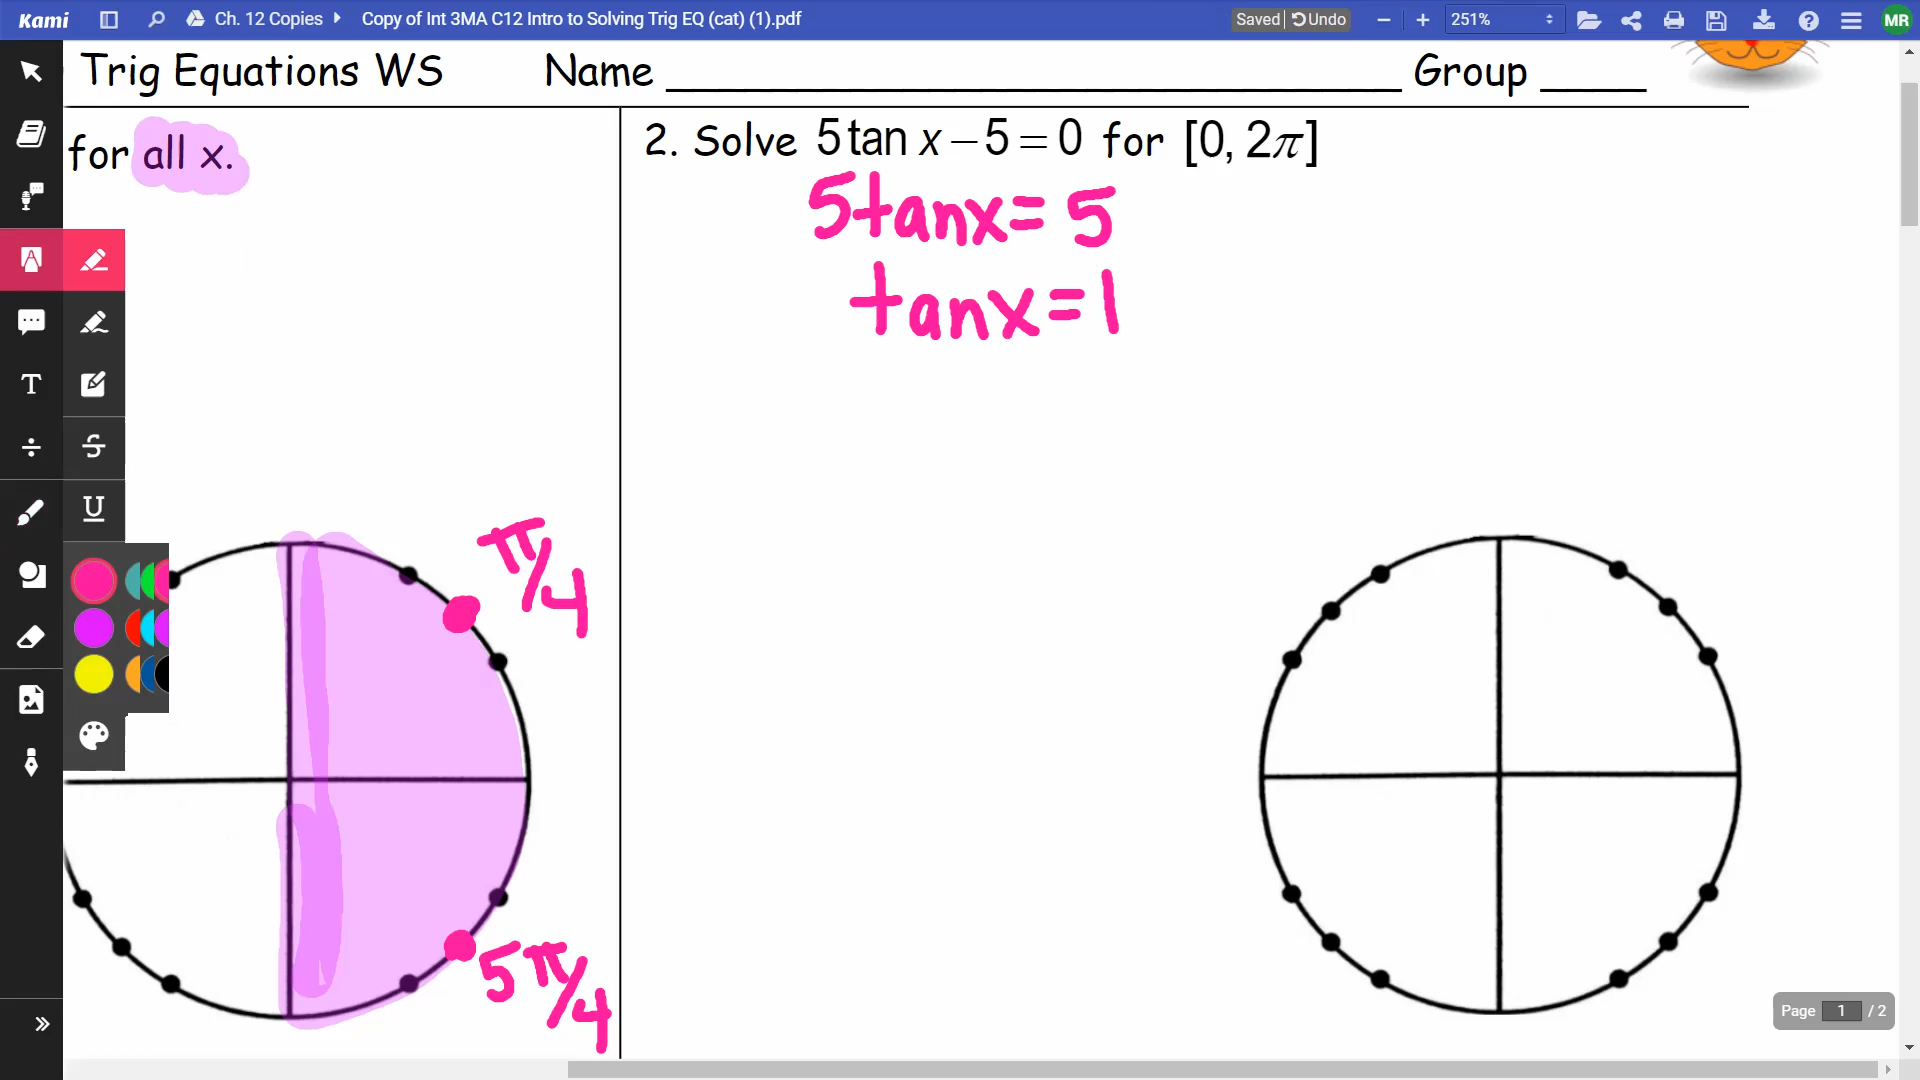 Kami Ch. 12 Copies Copy of Int 3MA C12 Intro to Solving Trig EQ (cat) (1).pdf Saved Undo 251% MR
Trig Equations WS Name Group
for all x.
2. Solve 5 tan x − 5 = 0 for [0, 2π]
5tanx = 5
tanx = 1
π/4
5π/4
T
S
U
Page 1 / 2